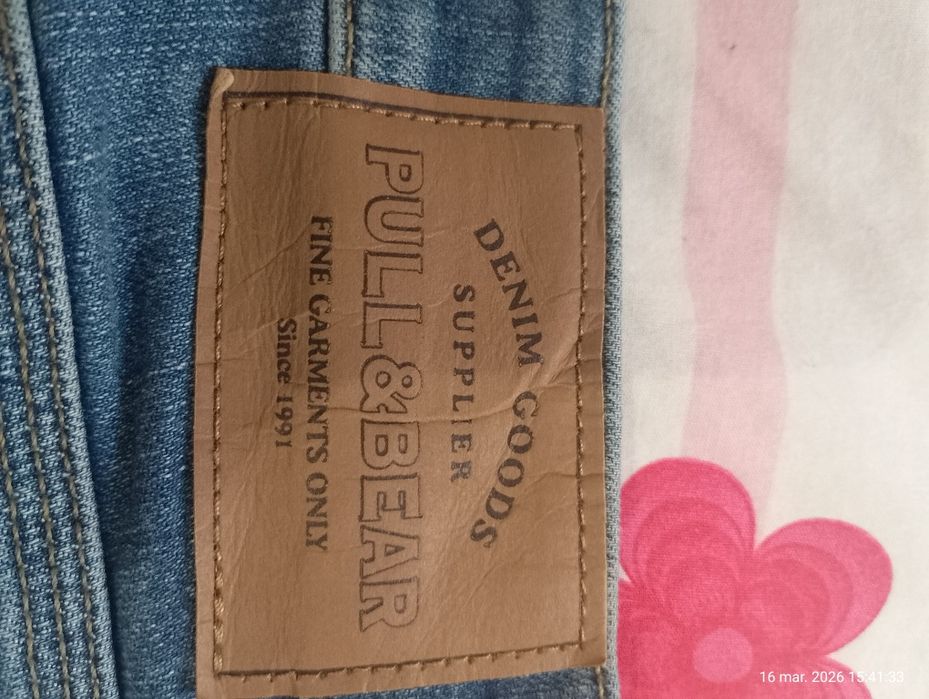 DENIM GOODS
SUPPLIER
PULL&BEAR
FINE GARMENTS ONLY
Since 1991
16 mar. 2026 15:41:33